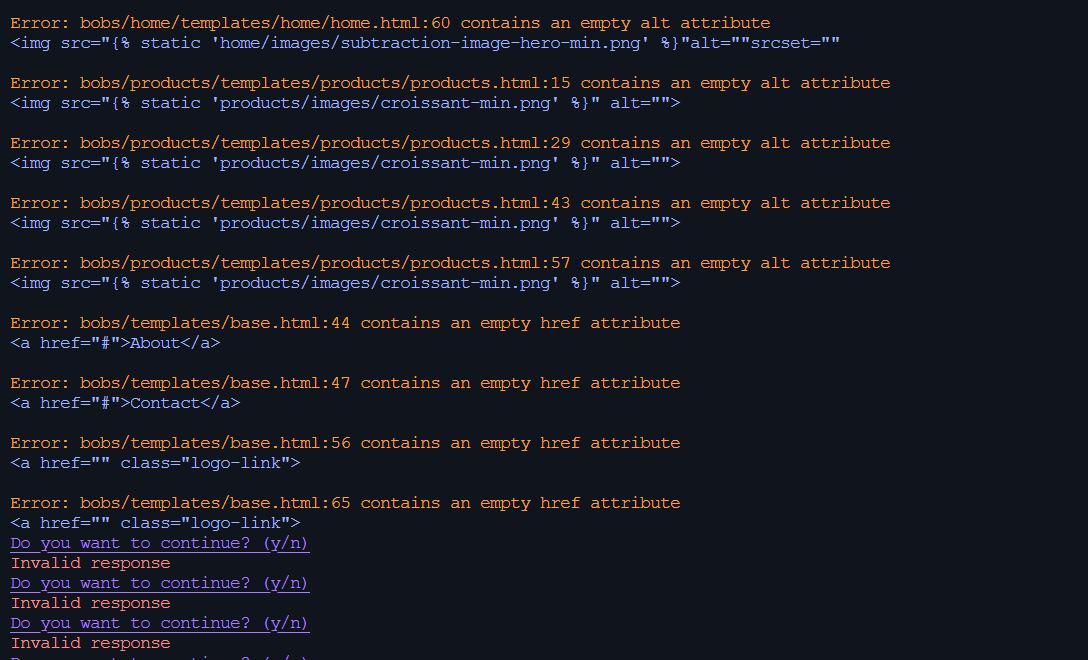 Error: bobs/home/templates/home/home.html:60 contains an empty alt attribute
<img src="{% static 'home/images/subtraction-image-hero-min.png' %}"alt=""srcset=""
Error: bobs/products/templates/products/products.html:15 contains an empty alt attribute
<img src="{% static 'products/images/croissant-min.png' %}" alt="">
Error: bobs/products/templates/products/products.html:29 contains an empty alt attribute
<img src="{% static 'products/images/croissant-min.png' %}" alt="">
Error: bobs/products/templates/products/products.html:43 contains an empty alt attribute
<img src="{% static 'products/images/croissant-min.png' %}" alt="">
Error: bobs/products/templates/products/products.html:57 contains an empty alt attribute
<img src="{% static 'products/images/croissant-min.png' %}" alt="">
Error: bobs/templates/base.html:44 contains an empty href attribute
<a href="#">About</a>
Error: bobs/templates/base.html:47 contains an empty href attribute
<a href="#">Contact</a>
Error: bobs/templates/base.html:56 contains an empty href attribute
<a href="" class="logo-link">
Error: bobs/templates/base.html:65 contains an empty href attribute
<a href="" class="logo-link">
Do you want to continue? (y/n)
Invalid response
Do you want to continue? (y/n)
Invalid response
Do you want to continue? (y/n)
Invalid response